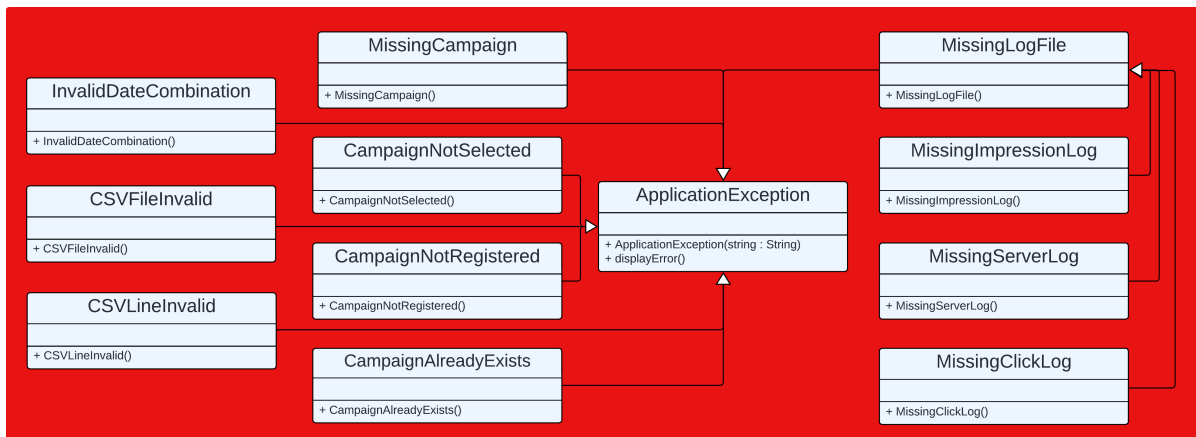 MissingCampaign
+ MissingCampaign()
MissingLogFile
+ MissingLogFile()
InvalidDateCombination
+ InvalidDateCombination()
CampaignNotSelected
+ CampaignNotSelected()
MissingImpressionLog
+ MissingImpressionLog()
CSVFileInvalid
+ CSVFileInvalid()
ApplicationException
+ ApplicationException(string : String)
+ displayError()
CampaignNotRegistered
+ CampaignNotRegistered()
MissingServerLog
+ MissingServerLog()
CSVLineInvalid
+ CSVLineInvalid()
CampaignAlreadyExists
+ CampaignAlreadyExists()
MissingClickLog
+ MissingClickLog()